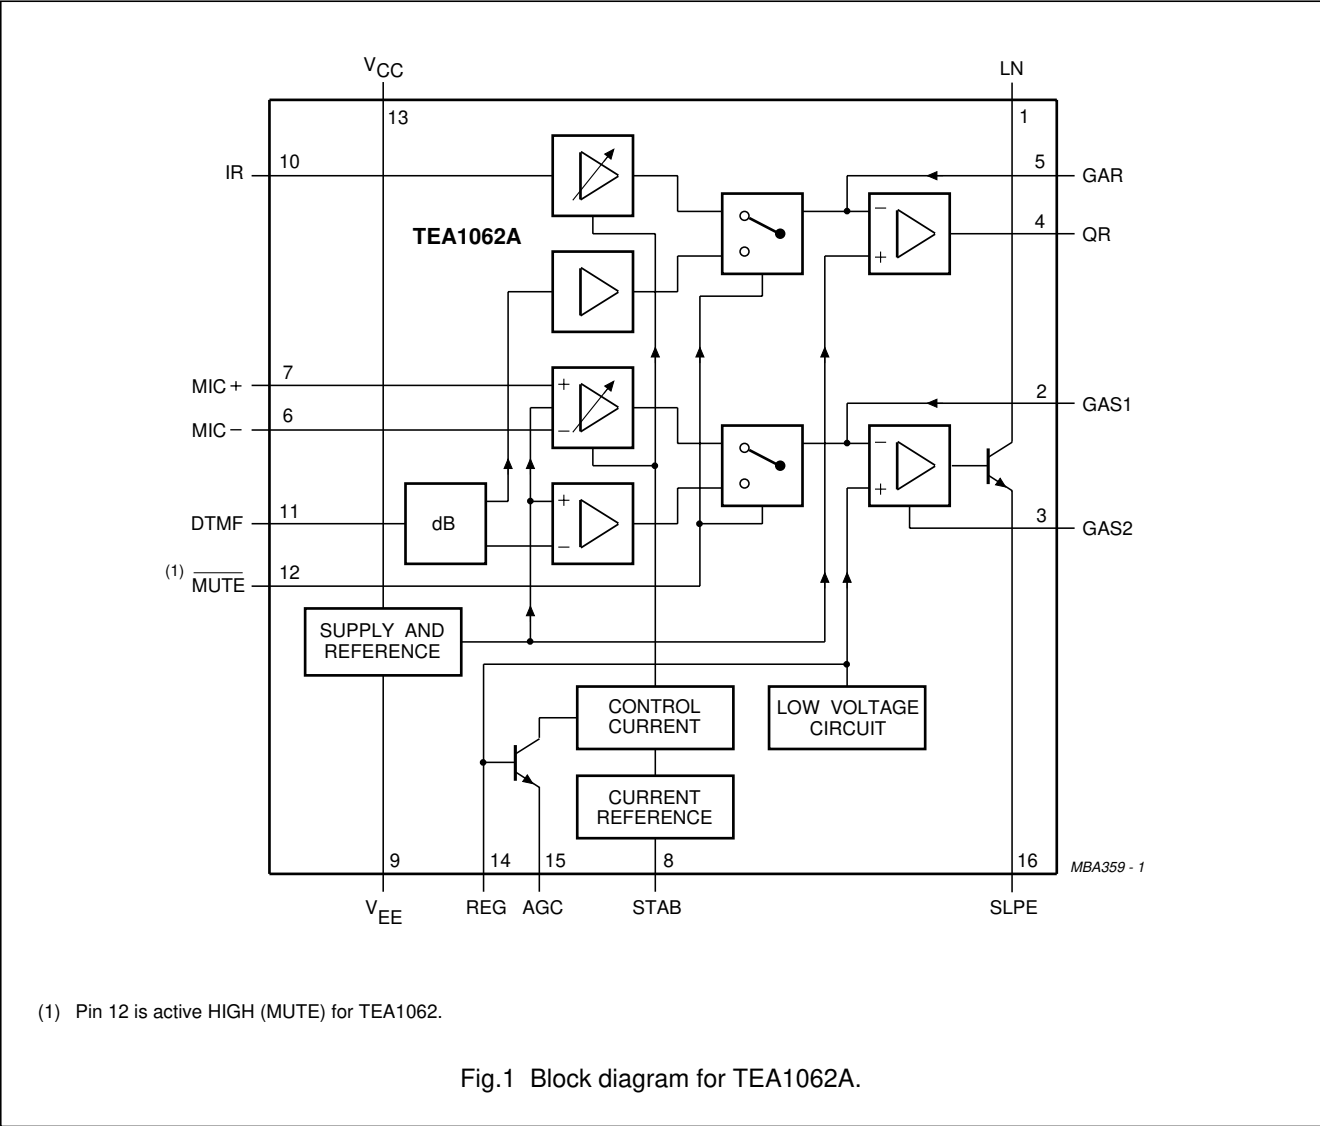 VCC
LN
13
1
IR
10
5
GAR
TEA1062A
4
QR
−
+
MIC+
7
MIC−
6
+
−
2
GAS1
−
+
DTMF
11
dB
+
−
3
GAS2
(1) MUTE
12
SUPPLY AND
REFERENCE
CONTROL
CURRENT
LOW VOLTAGE
CIRCUIT
CURRENT
REFERENCE
9
14
15
8
16
MBA359 - 1
VEE
REG
AGC
STAB
SLPE
(1) Pin 12 is active HIGH (MUTE) for TEA1062.
Fig.1 Block diagram for TEA1062A.